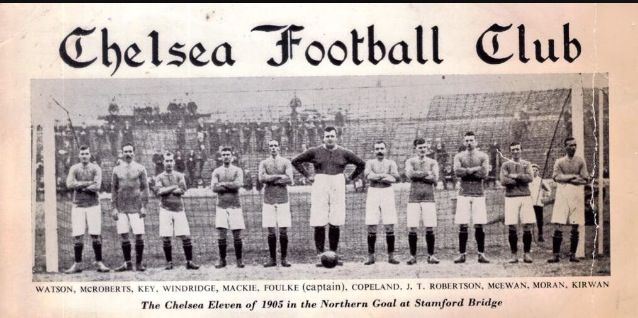 Chelsea Football Club
WATSON, McROBERTS, KEY, WINDRIDGE, MACKIE, FOULKE (captain), COPELAND, J. T. ROBERTSON, McEWAN, MORAN, KIRWAN
The Chelsea Eleven of 1905 in the Northern Goal at Stamford Bridge